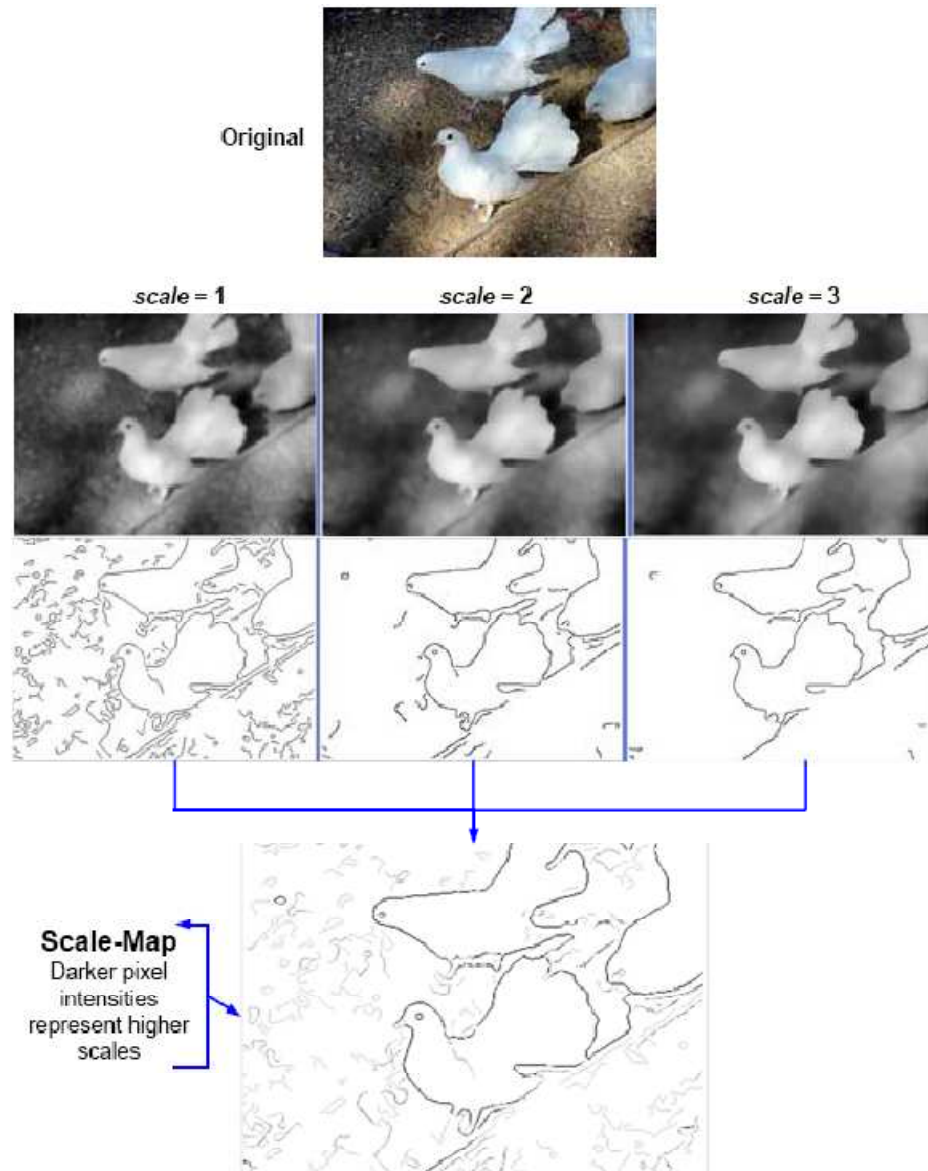 Original
scale = 1
scale = 2
scale = 3
Scale-Map
Darker pixel
intensities
represent higher
scales